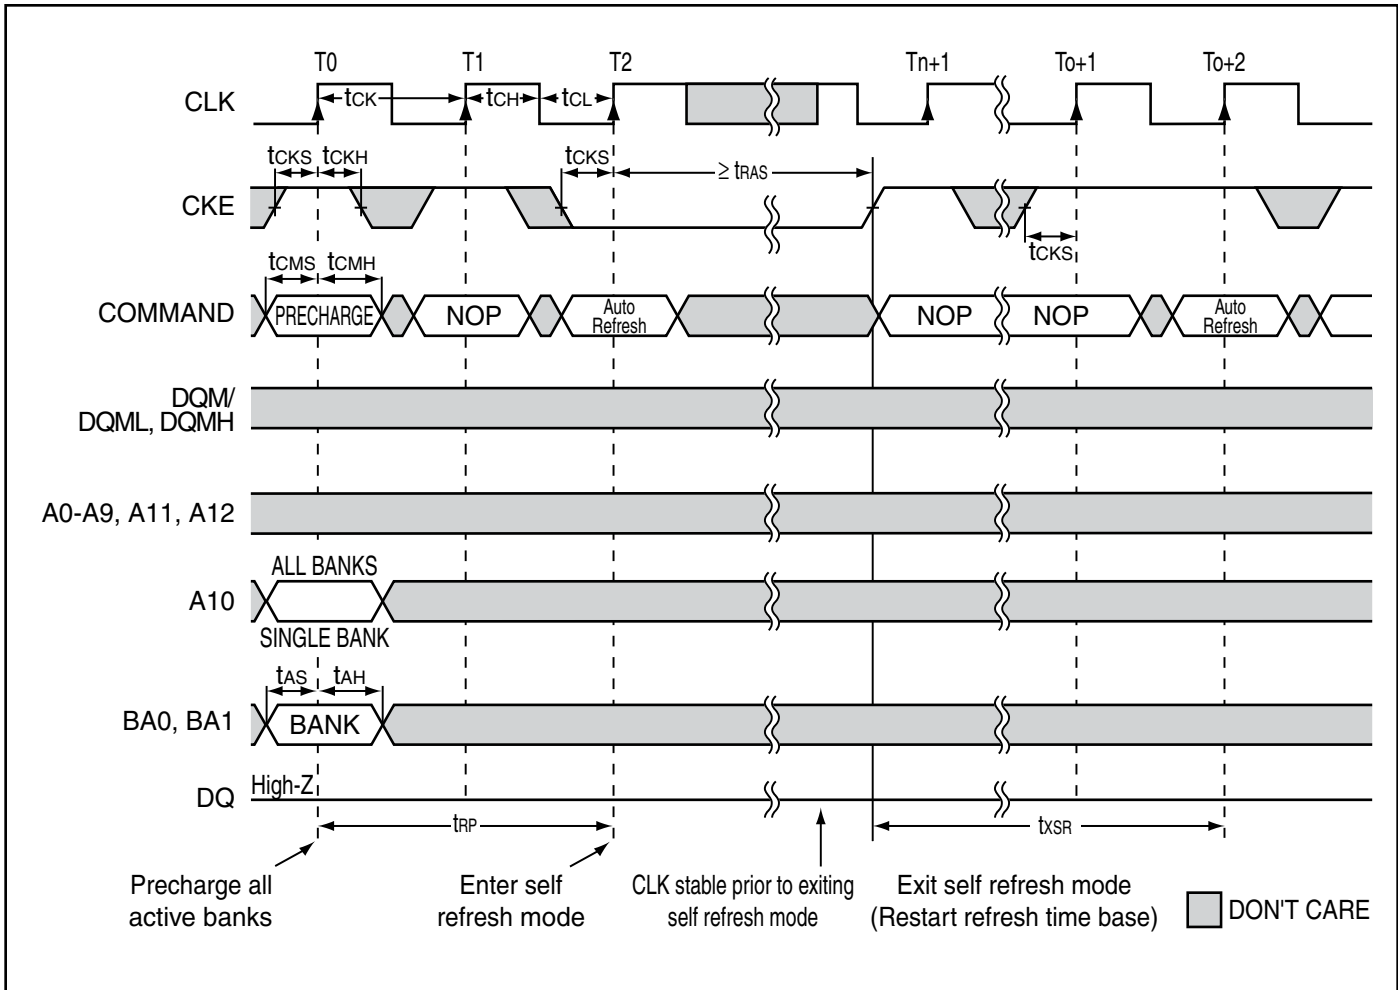 T0 T1 T2 Tn+1 To+1 To+2
CLK tCK tCH tCL
tCKS tCKH tCKS ≥ tRAS
CKE
tCKS
tCMS tCMH
COMMAND PRECHARGE NOP Auto Refresh NOP NOP Auto Refresh
DQM/
DQML, DQMH
A0-A9, A11, A12
ALL BANKS
A10
SINGLE BANK
tAS tAH
BA0, BA1 BANK
DQ High-Z
tRP tXSR
Precharge all
active banks
Enter self
refresh mode
CLK stable prior to exiting
self refresh mode
Exit self refresh mode
(Restart refresh time base)
DON'T CARE